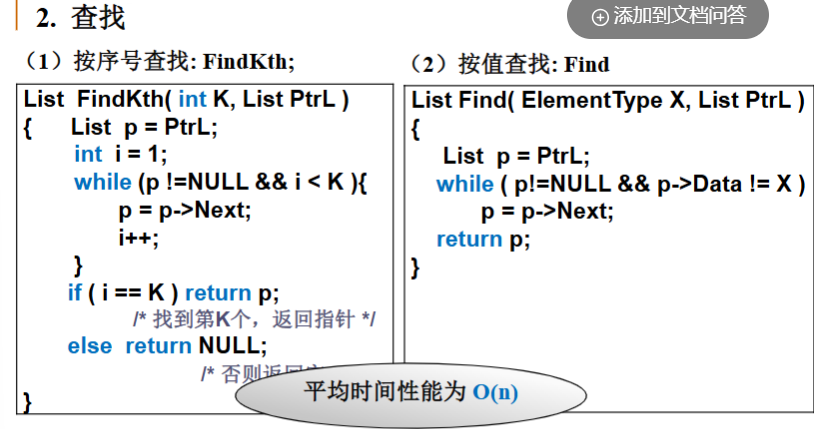 2. 查找
添加到文档问答
（1）按序号查找: FindKth;
List FindKth( int K, List PtrL )
{ List p = PtrL;
int i = 1;
while (p !=NULL && i < K ){
p = p->Next;
i++;
}
if ( i == K ) return p;
/* 找到第K个，返回指针 */
else return NULL;
/* 否则返回
}
（2）按值查找: Find
List Find( ElementType X, List PtrL )
{
List p = PtrL;
while ( p!=NULL && p->Data != X )
p = p->Next;
return p;
}
平均时间性能为 O(n)